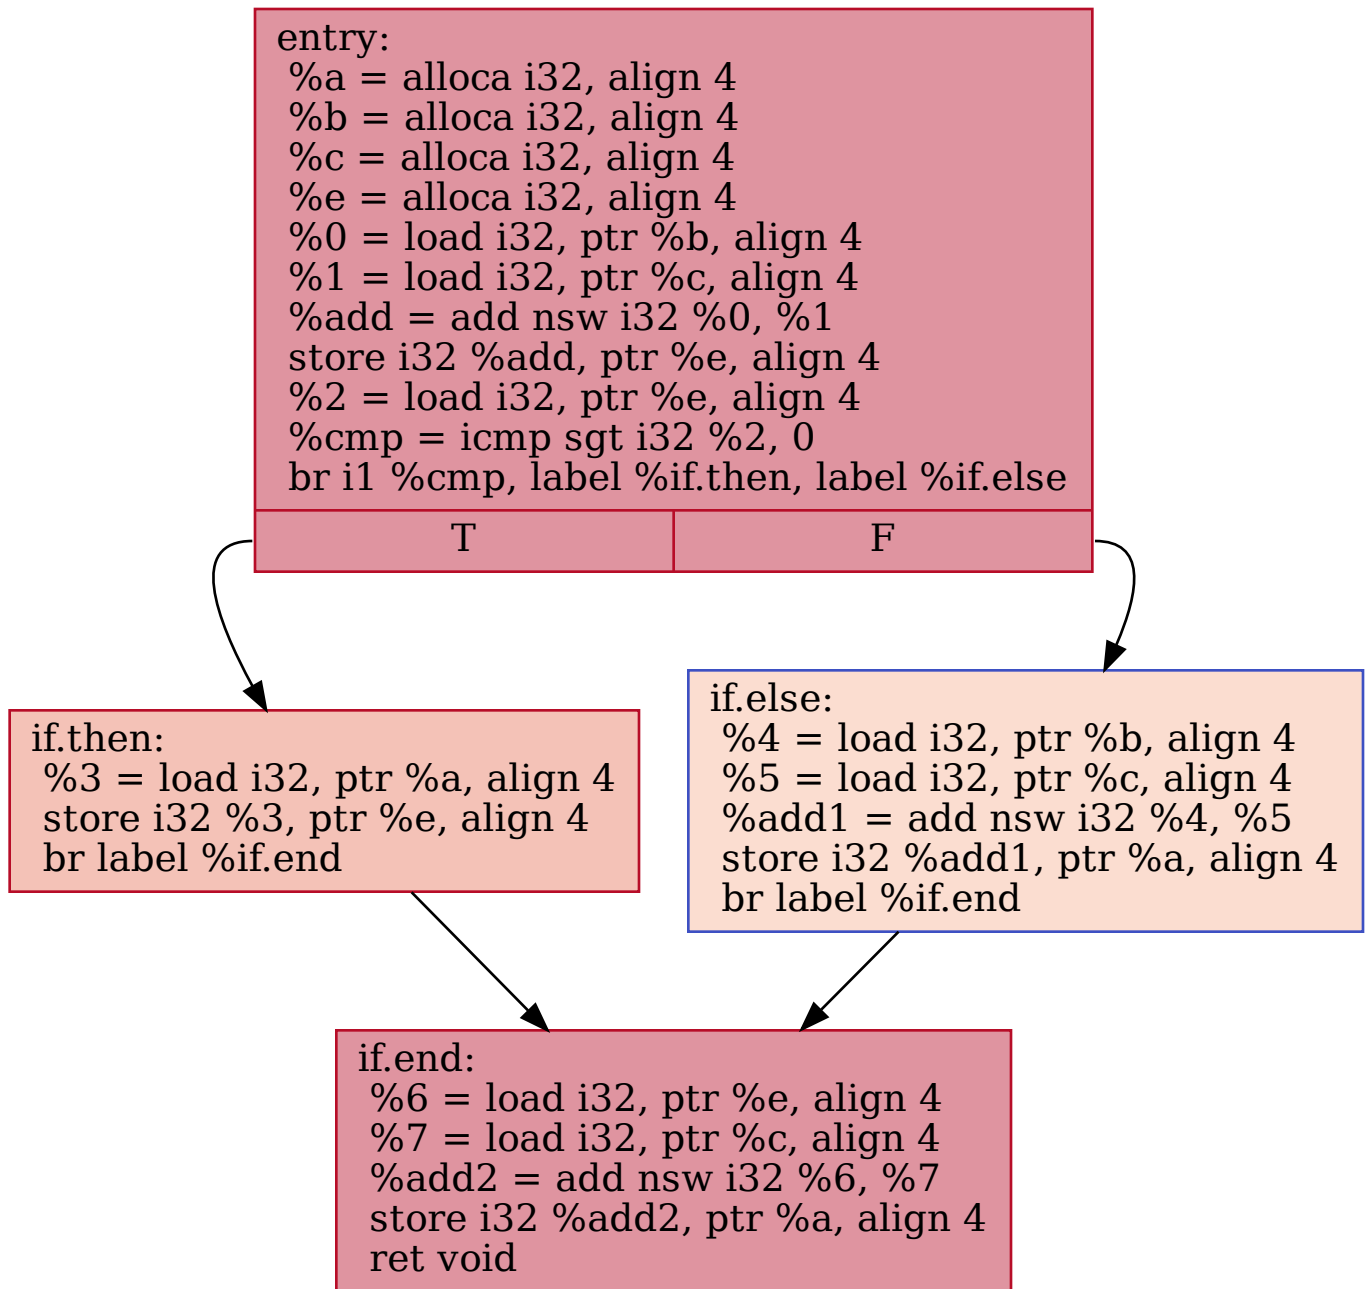 entry:
%a = alloca i32, align 4
%b = alloca i32, align 4
%c = alloca i32, align 4
%e = alloca i32, align 4
%0 = load i32, ptr %b, align 4
%1 = load i32, ptr %c, align 4
%add = add nsw i32 %0, %1
store i32 %add, ptr %e, align 4
%2 = load i32, ptr %e, align 4
%cmp = icmp sgt i32 %2, 0
br i1 %cmp, label %if.then, label %if.else
T
F
if.then:
%3 = load i32, ptr %a, align 4
store i32 %3, ptr %e, align 4
br label %if.end
if.else:
%4 = load i32, ptr %b, align 4
%5 = load i32, ptr %c, align 4
%add1 = add nsw i32 %4, %5
store i32 %add1, ptr %a, align 4
br label %if.end
if.end:
%6 = load i32, ptr %e, align 4
%7 = load i32, ptr %c, align 4
%add2 = add nsw i32 %6, %7
store i32 %add2, ptr %a, align 4
ret void